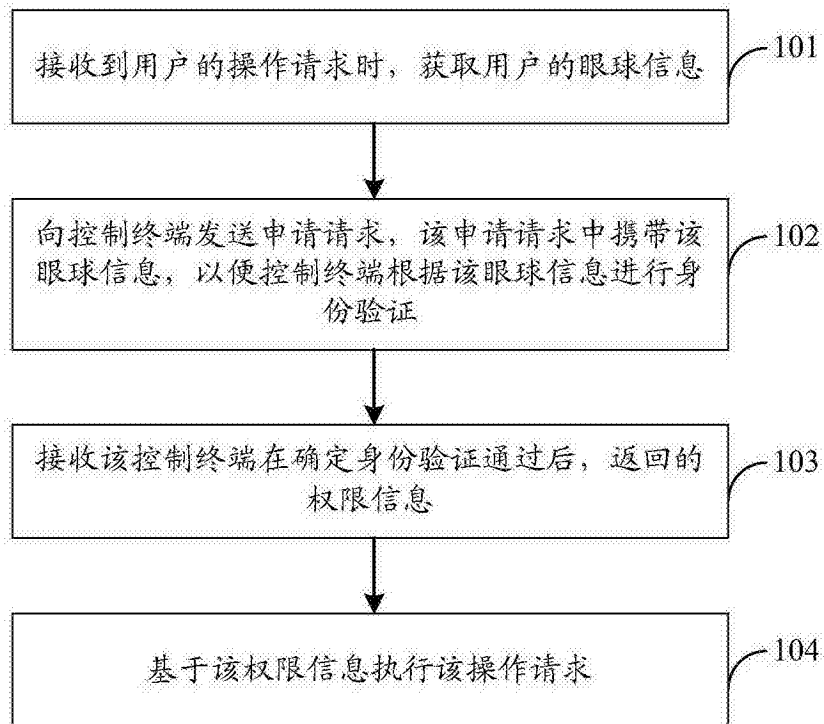 接收到用户的操作请求时，获取用户的眼球信息
101
向控制终端发送申请请求，该申请请求中携带该
眼球信息，以便控制终端根据该眼球信息进行身
份验证
102
接收该控制终端在确定身份验证通过后，返回的
权限信息
103
基于该权限信息执行该操作请求
104